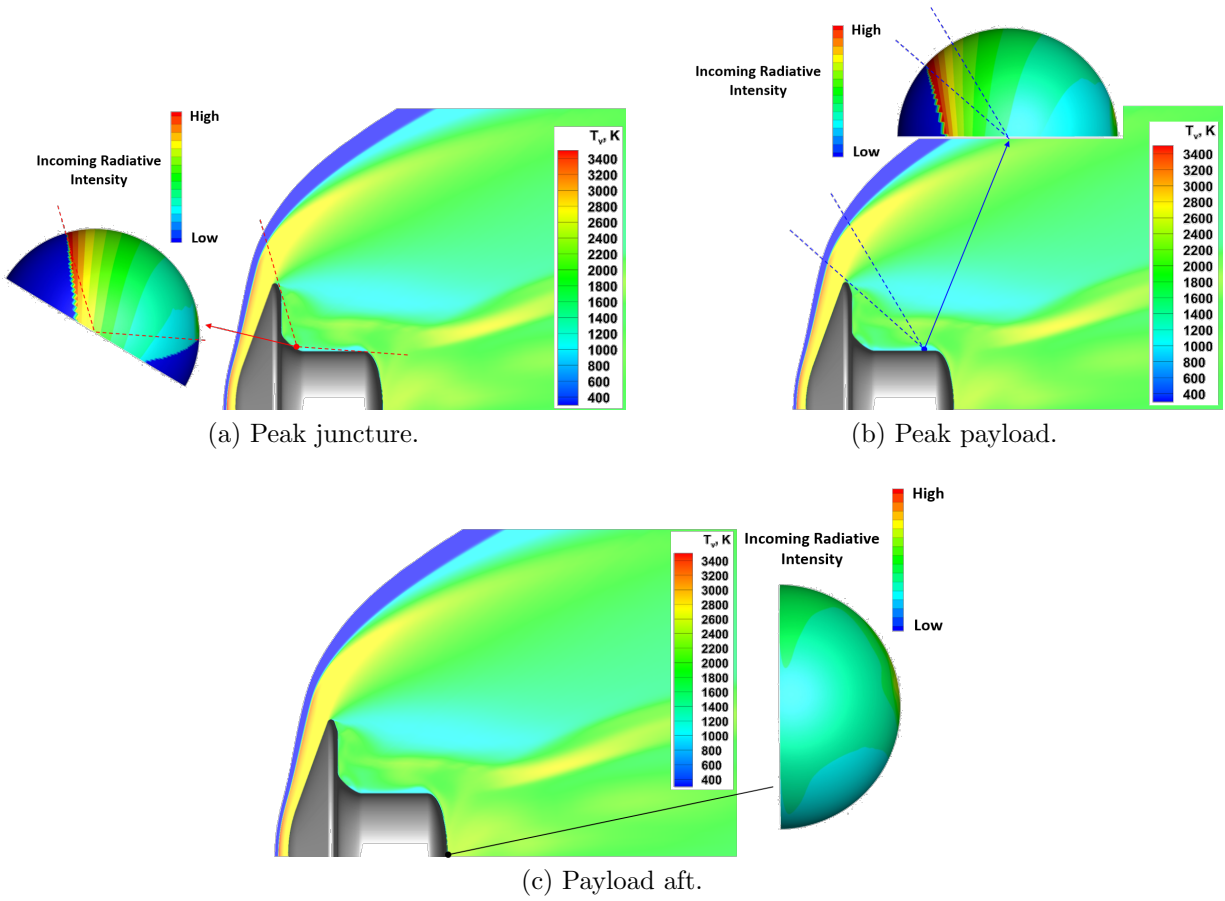 High
Incoming Radiative
Intensity
Low
Tv, K
3400
3200
3000
2800
2600
2400
2200
2000
1800
1600
1400
1200
1000
800
600
400
(a) Peak juncture.
High
Incoming Radiative
Intensity
Low
Tv, K
3400
3200
3000
2800
2600
2400
2200
2000
1800
1600
1400
1200
1000
800
600
400
(b) Peak payload.
High
Incoming Radiative
Intensity
Low
Tv, K
3400
3200
3000
2800
2600
2400
2200
2000
1800
1600
1400
1200
1000
800
600
400
(c) Payload aft.